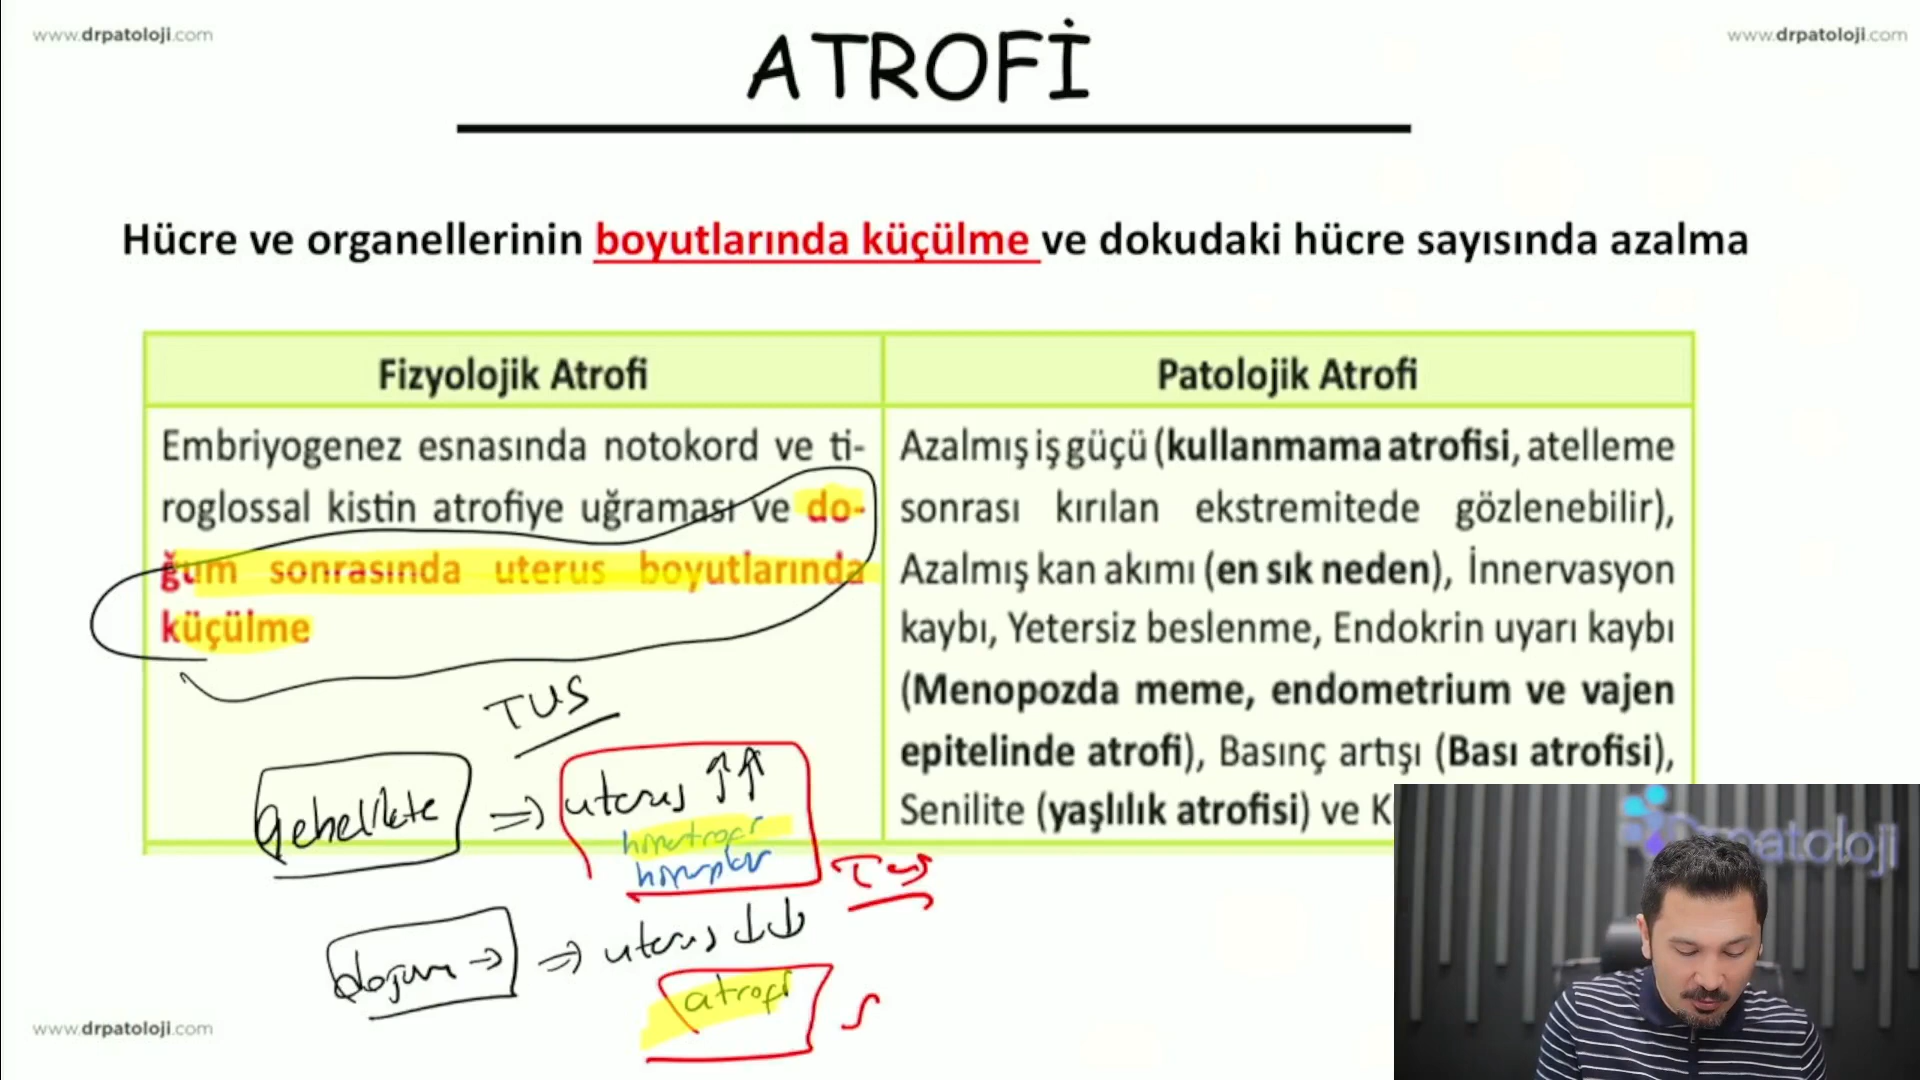 www.drpatoloji.com
www.drpatoloji.com
ATROFİ
Hücre ve organellerinin boyutlarında küçülme ve dokudaki hücre sayısında azalma
Fizyolojik Atrofi
Embriyogenez esnasında notokord ve ti-
roglossal kistin atrofiye uğraması ve do-
ğum sonrasında uterus boyutlarında
küçülme
Patolojik Atrofi
Azalmış iş güçü (kullanmama atrofisi, atelleme
sonrası kırılan ekstremitede gözlenebilir),
Azalmış kan akımı (en sık neden), İnnervasyon
kaybı, Yetersiz beslenme, Endokrin uyarı kaybı
(Menopozda meme, endometrium ve vajen
epitelinde atrofi), Basınç artışı (Bası atrofisi),
Senilite (yaşlılık atrofisi) ve K
TUS
Gebelikte ⇒ uterus ↑↑
TUS
doğum → ⇒ uterus ↓↓
atrofi
www.drpatoloji.com
Drpatoloji